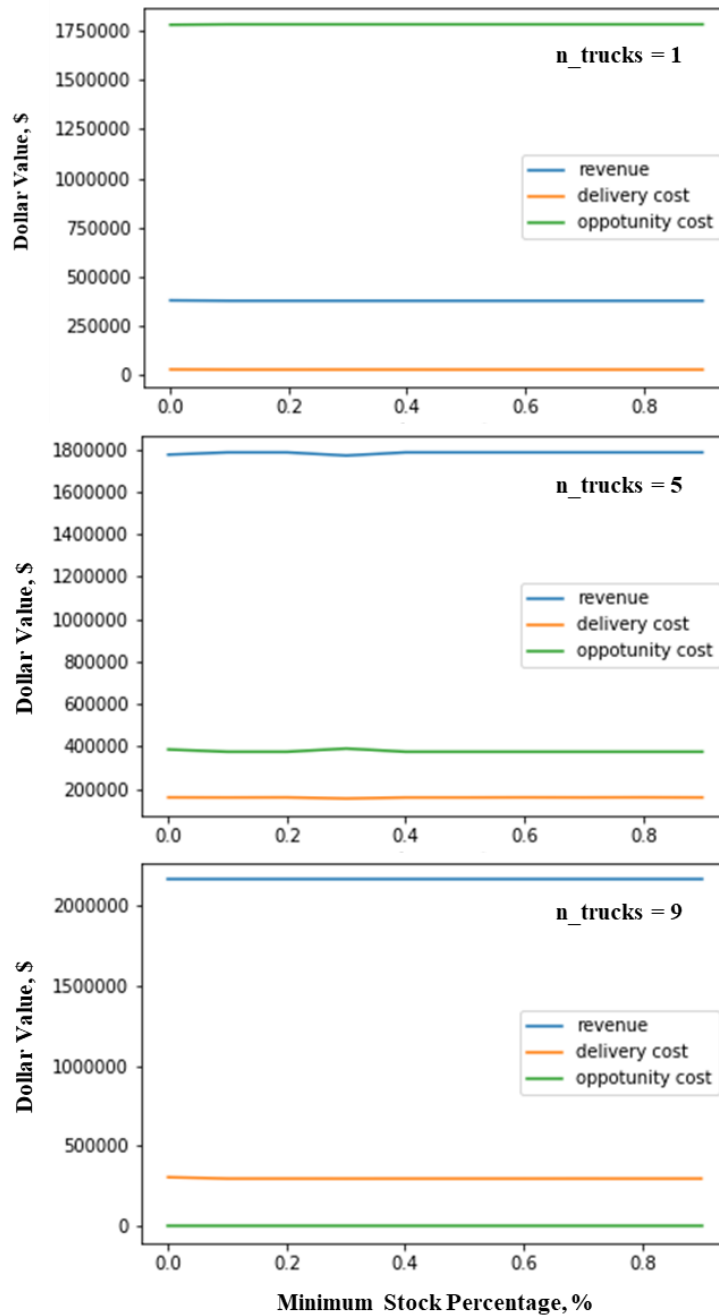 1750000
n_trucks = 1
1500000
1250000
1000000
750000
500000
250000
0
Dollar Value, $
revenue
delivery cost
oppotunity cost
0.0 0.2 0.4 0.6 0.8
1800000
n_trucks = 5
1600000
1400000
1200000
1000000
800000
600000
400000
200000
Dollar Value, $
revenue
delivery cost
oppotunity cost
0.0 0.2 0.4 0.6 0.8
2000000
n_trucks = 9
1500000
1000000
500000
0
Dollar Value, $
revenue
delivery cost
oppotunity cost
0.0 0.2 0.4 0.6 0.8
Minimum Stock Percentage, %